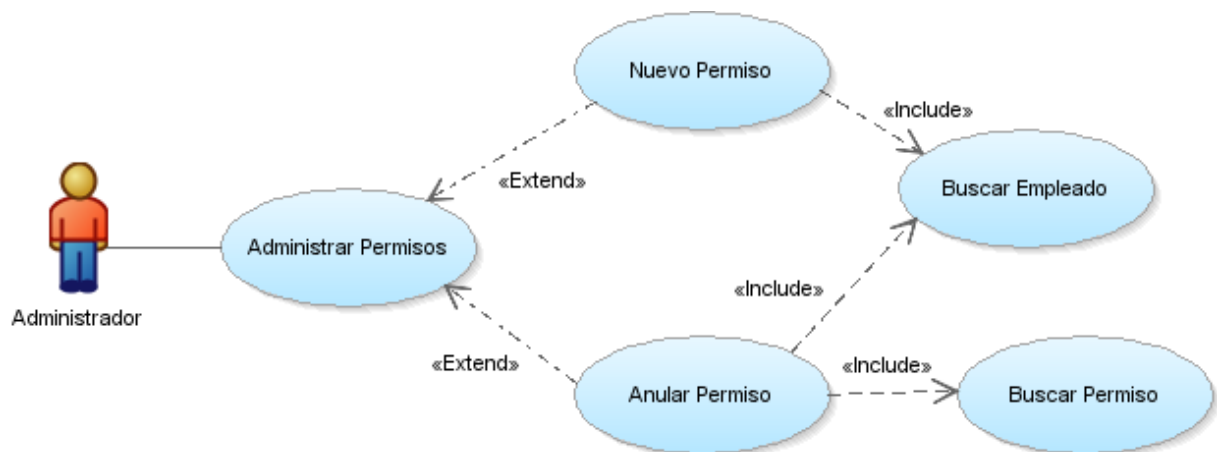 Nuevo Permiso
«Include»
«Extend»
Buscar Empleado
Administrar Permisos
Administrador
«Include»
«Extend»
«Include»
Anular Permiso
Buscar Permiso